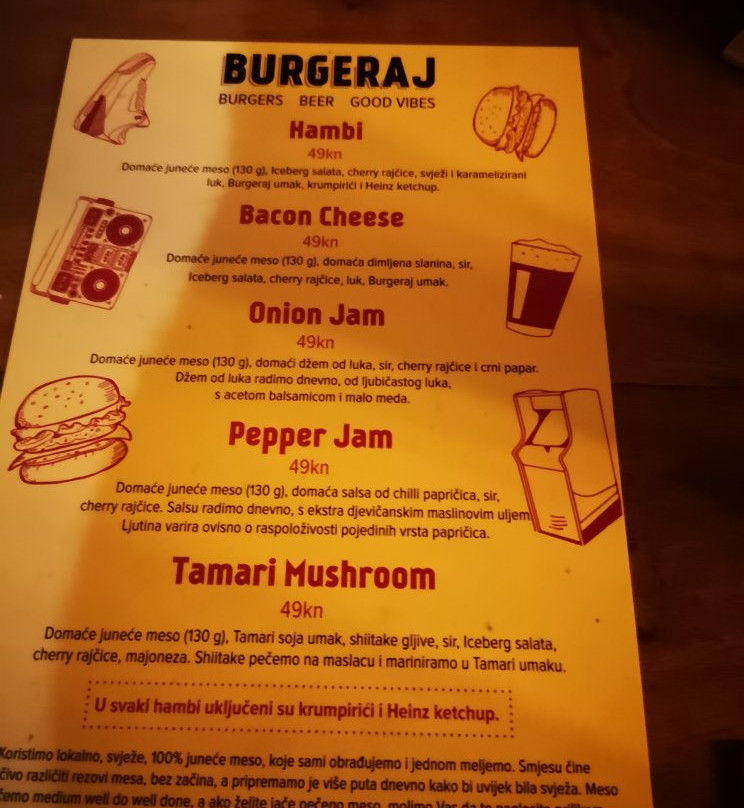 BURGERAJ
BURGERS BEER GOOD VIBES
Hambi
49kn
Domaće juneće meso (130 g), Iceberg salata, cherry rajčice, svježi i karamelizirani
luk, Burgeraj umak, krumpirići i Heinz ketchup.
Bacon Cheese
49kn
Domaće juneće meso (130 g), domaća dimljena slanina, sir,
Iceberg salata, cherry rajčice, luk, Burgeraj umak.
Onion Jam
49kn
Domaće juneće meso (130 g), domaći džem od luka, sir, cherry rajčice i crni papar.
Džem od luka radimo dnevno, od ljubičastog luka,
s acetom balsamicom i malo meda.
Pepper Jam
49kn
Domaće juneće meso (130 g), domaća salsa od chilli papričica, sir,
cherry rajčice. Salsu radimo dnevno, s ekstra djevičanskim maslinovim uljem
Ljutina varira ovisno o raspoloživosti pojedinih vrsta papričica.
Tamari Mushroom
49kn
Domaće juneće meso (130 g), Tamari soja umak, shiitake gljive, sir, Iceberg salata,
cherry rajčice, majoneza. Shiitake pečemo na maslacu i mariniramo u Tamari umaku.
U svaki hambi uključeni su krumpirići i Heinz ketchup.
Koristimo lokalno, svježe, 100% juneće meso, koje sami obrađujemo i jednom meljemo. Smjesu čine
čivo različiti rezovi mesa, bez začina, a pripremamo je više puta dnevno kako bi uvijek bila svježa. Meso
čemo medium well do well done, a ako želite jače pečeno meso, molimo Vas da to